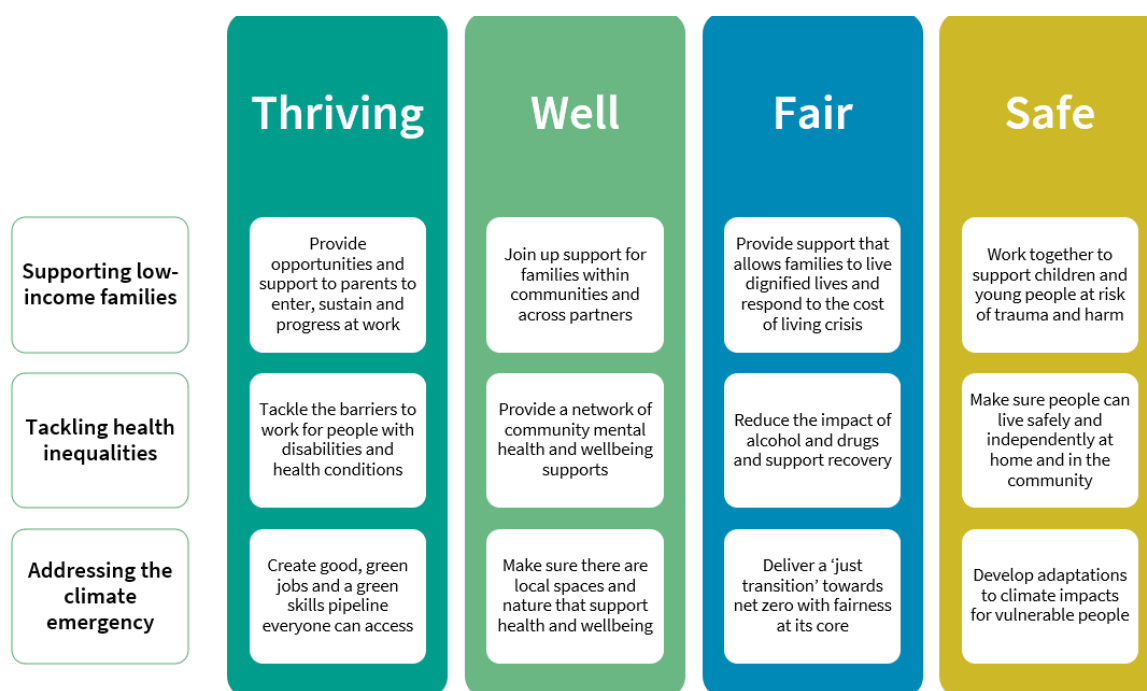 Thriving
Well
Fair
Safe
Supporting low-
income families
Provide
opportunities and
support to parents to
enter, sustain and
progress at work
Join up support for
families within
communities and
across partners
Provide support that
allows families to live
dignified lives and
respond to the cost
of living crisis
Work together to
support children and
young people at risk
of trauma and harm
Tackling health
inequalities
Tackle the barriers to
work for people with
disabilities and
health conditions
Provide a network of
community mental
health and wellbeing
supports
Reduce the impact of
alcohol and drugs
and support recovery
Make sure people can
live safely and
independently at
home and in the
community
Addressing the
climate
emergency
Create good, green
jobs and a green
skills pipeline
everyone can access
Make sure there are
local spaces and
nature that support
health and wellbeing
Deliver a ‘just
transition’ towards
net zero with fairness
at its core
Develop adaptations
to climate impacts
for vulnerable people